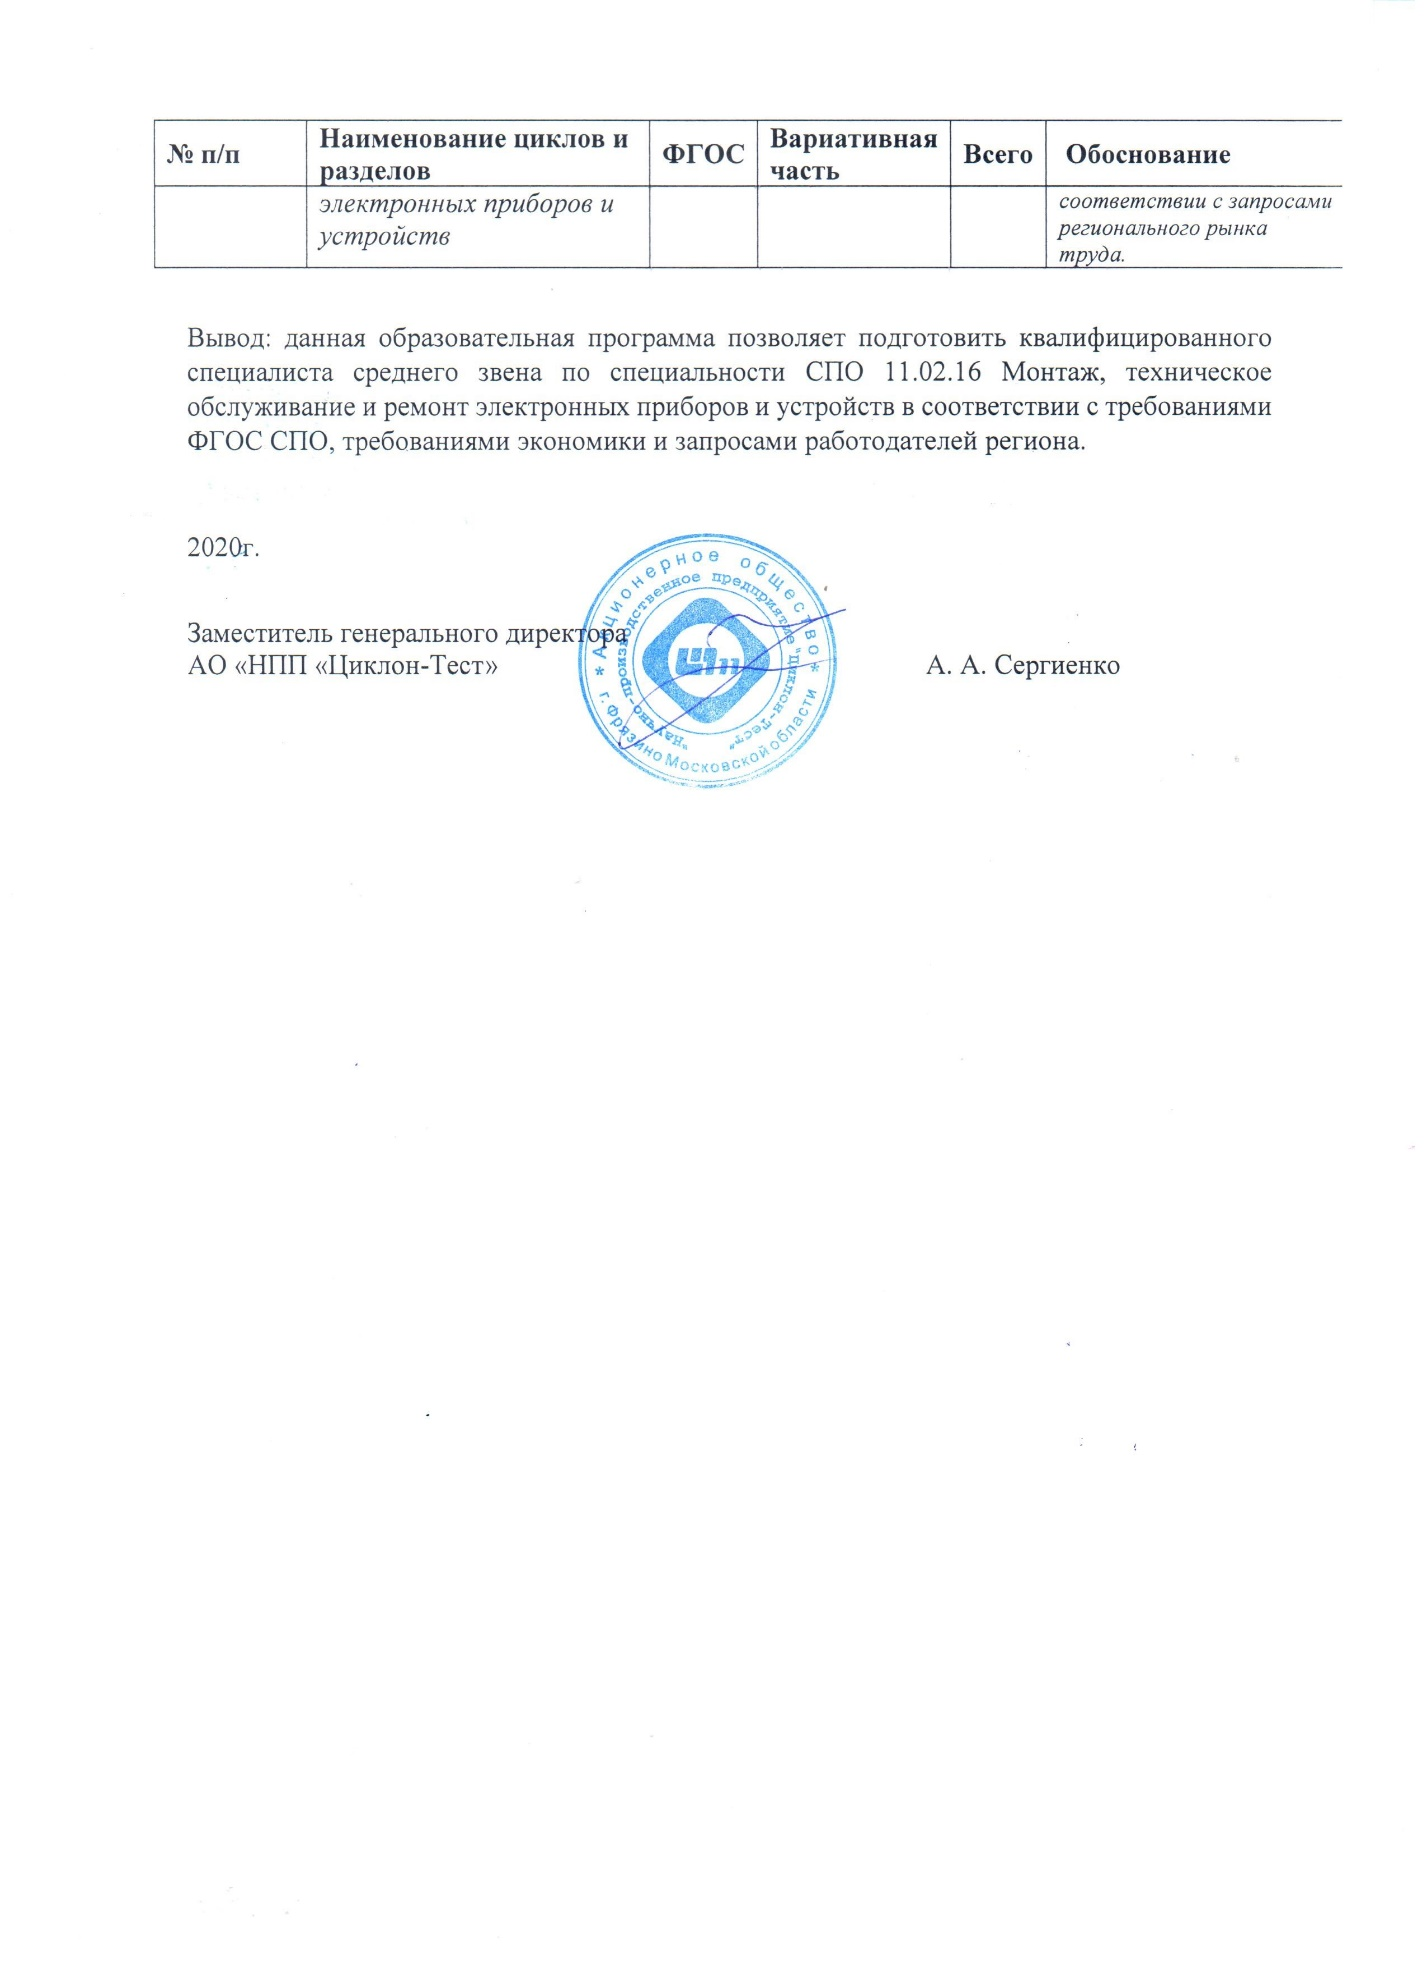 № п/п
Наименование циклов и
разделов
ФГОС
Вариативная
часть
Всего
Обоснование
электронных приборов и
устройств
соответствии с запросами
регионального рынка
труда.
Вывод: данная образовательная программа позволяет подготовить квалифицированного
специалиста среднего звена по специальности СПО 11.02.16 Монтаж, техническое
обслуживание и ремонт электронных приборов и устройств в соответствии с требованиями
ФГОС СПО, требованиями экономики и запросами работодателей региона.
2020г.
Заместитель генерального директора
АО «НПП «Циклон-Тест»
А. А. Сергиенко
* Акционерное общество *
г. Фрязино Московской области
"Научно-производственное предприятие "Циклон-Тест"